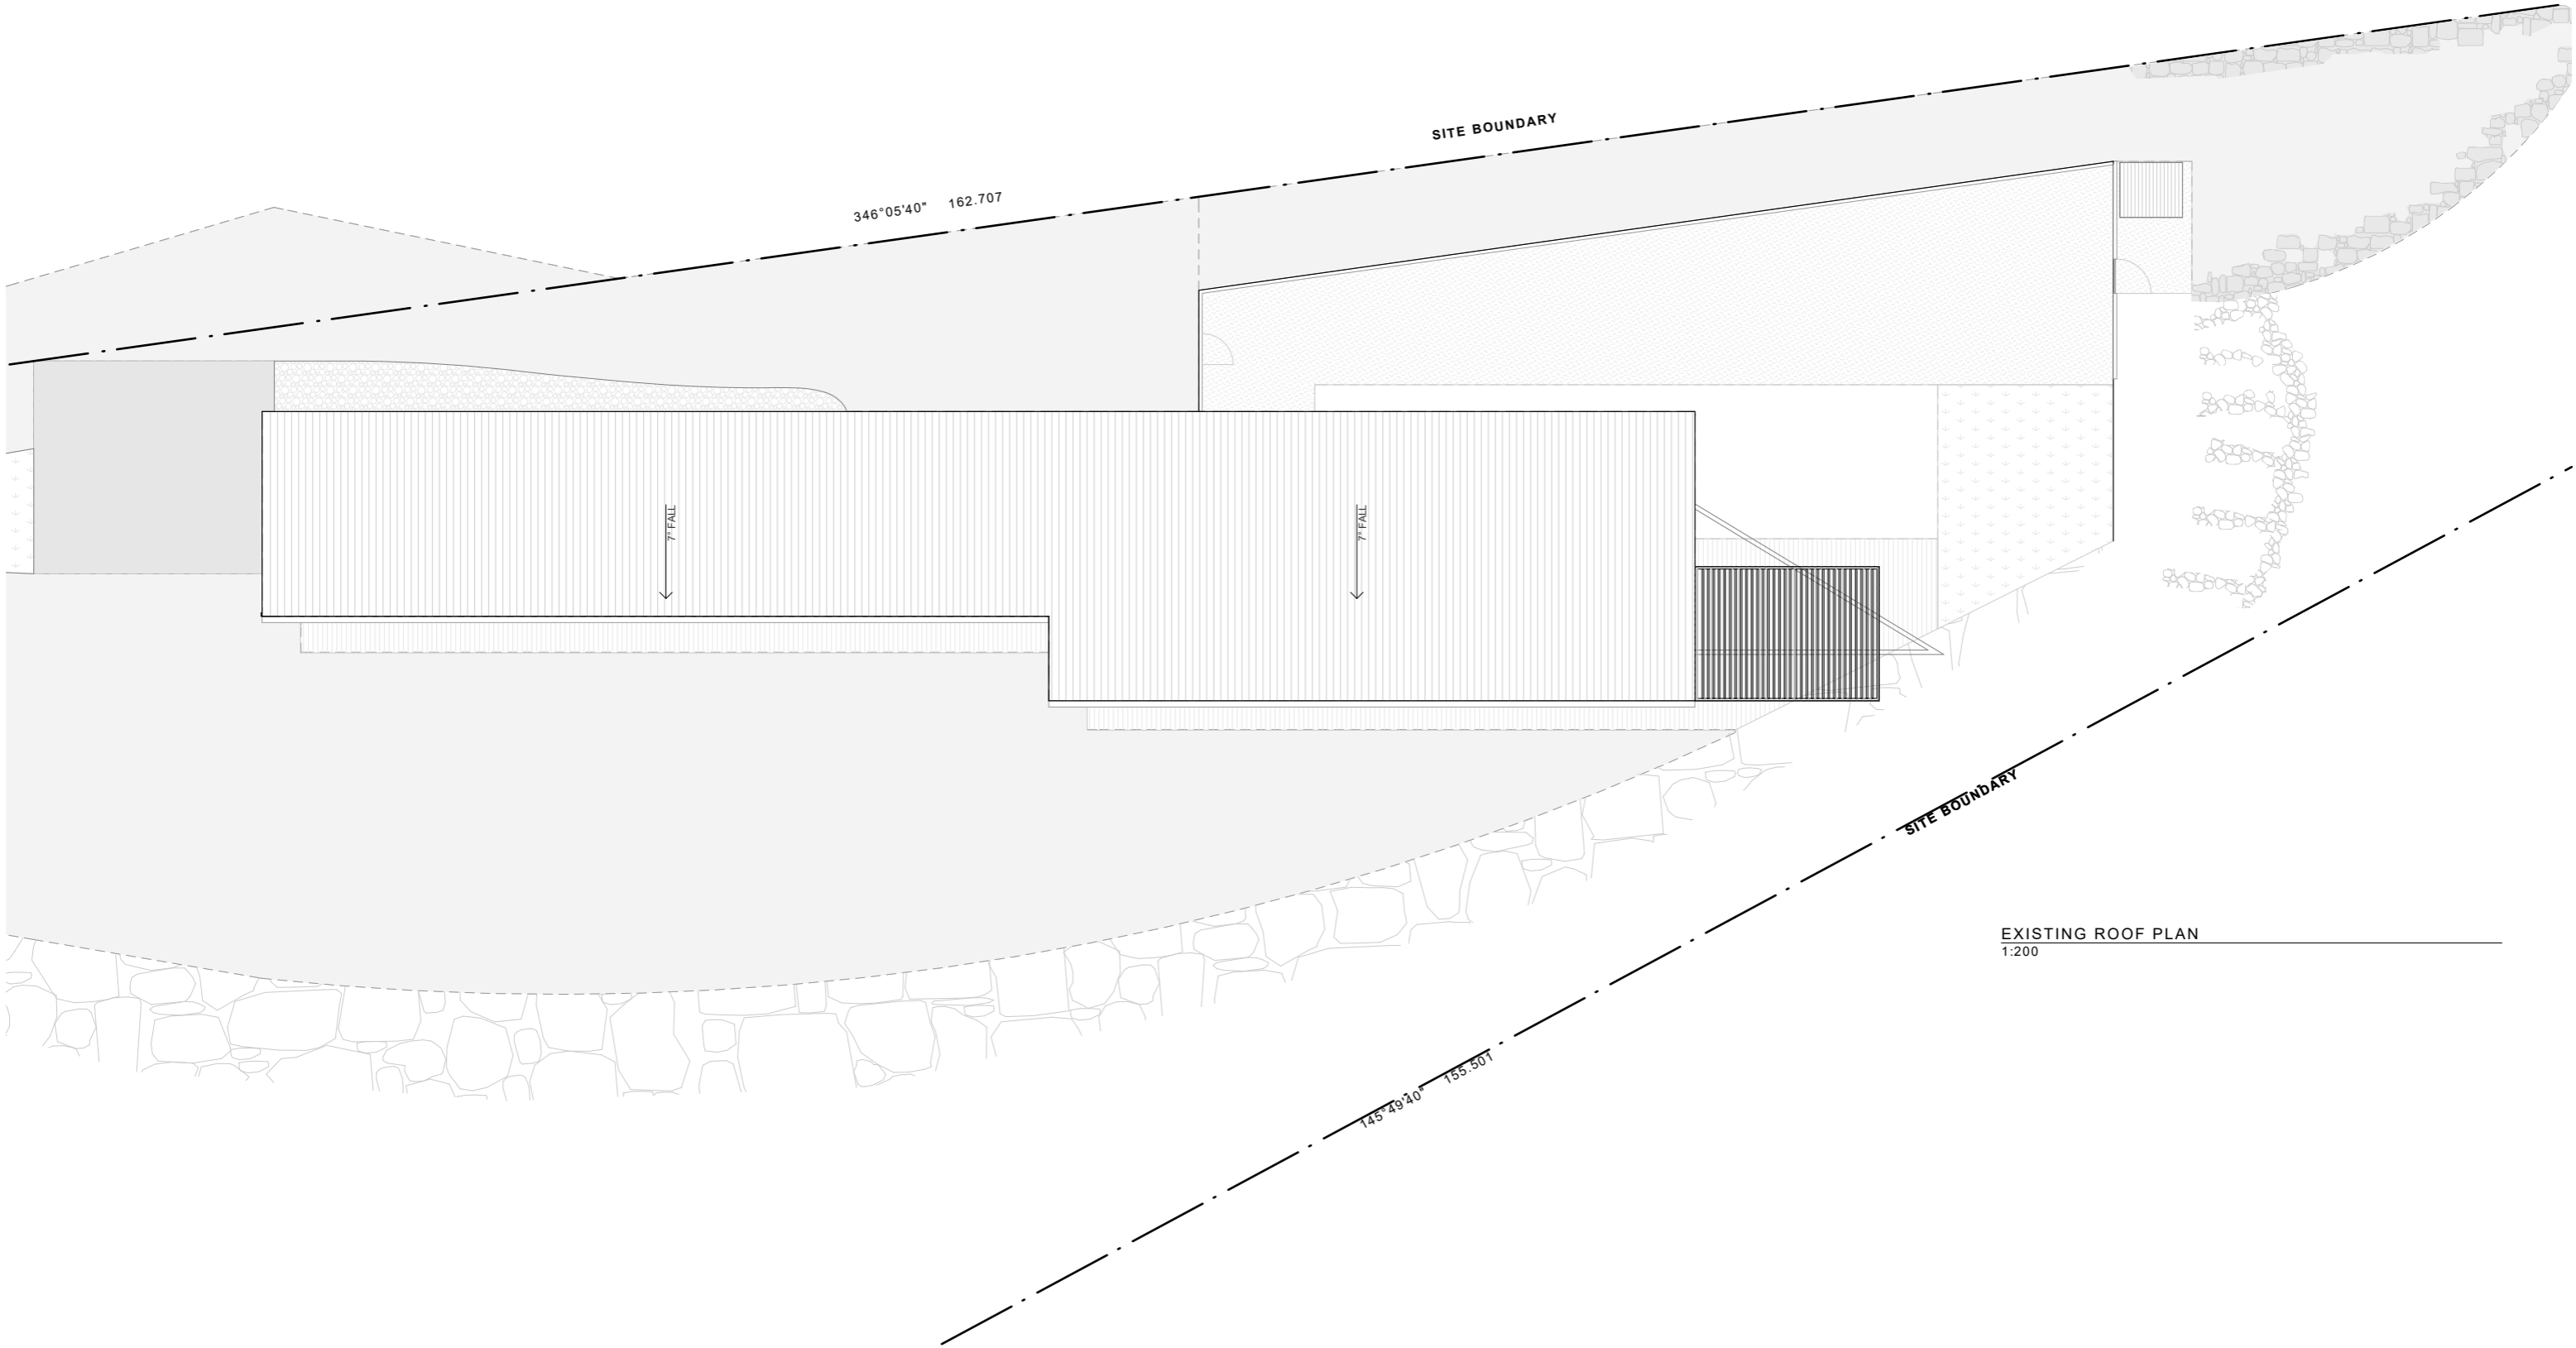 SITE BOUNDARY
346°05'40" 162.707
7° FALL
7° FALL
SITE BOUNDARY
EXISTING ROOF PLAN
1:200
145°49'40" 155.501